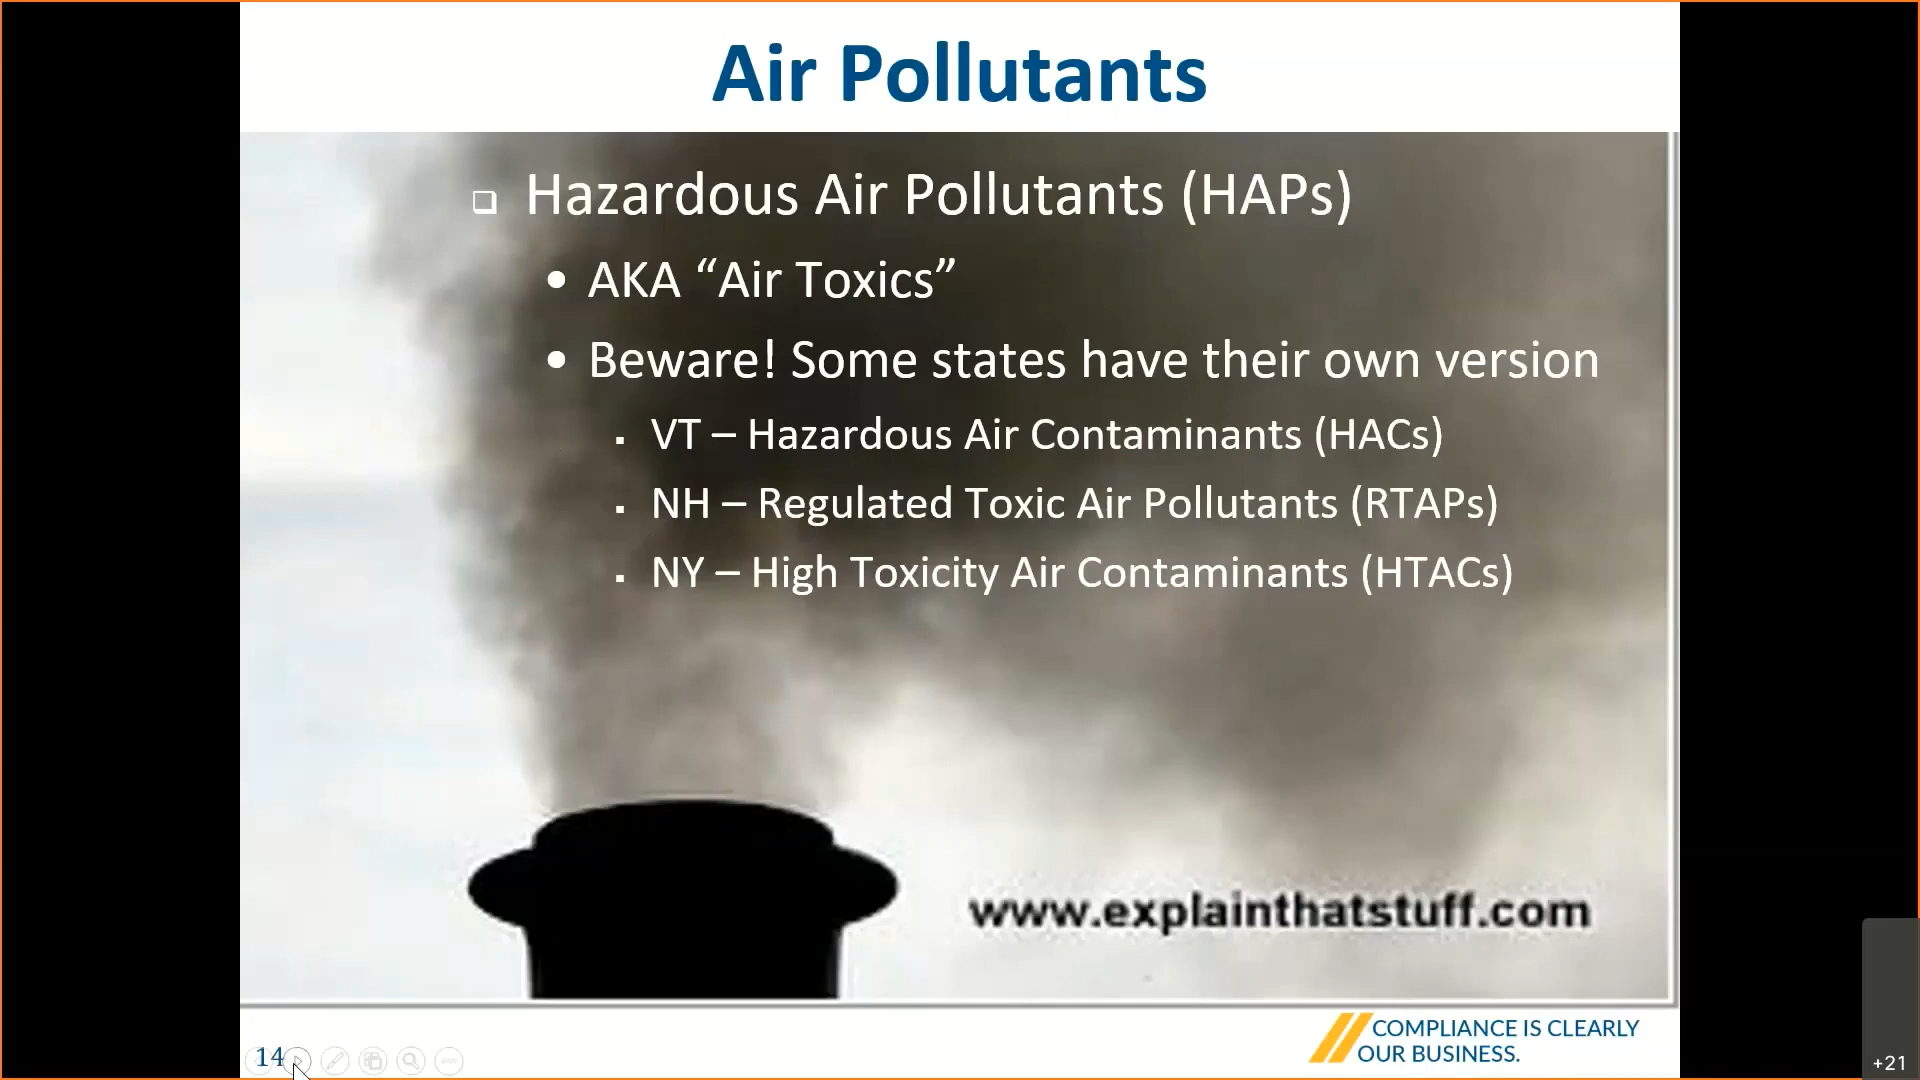 Air Pollutants
❑ Hazardous Air Pollutants (HAPs)
• AKA “Air Toxics”
• Beware! Some states have their own version
▪ VT – Hazardous Air Contaminants (HACs)
▪ NH – Regulated Toxic Air Pollutants (RTAPs)
▪ NY – High Toxicity Air Contaminants (HTACs)
www.explainthatstuff.com
COMPLIANCE IS CLEARLY
OUR BUSINESS.
14
+21